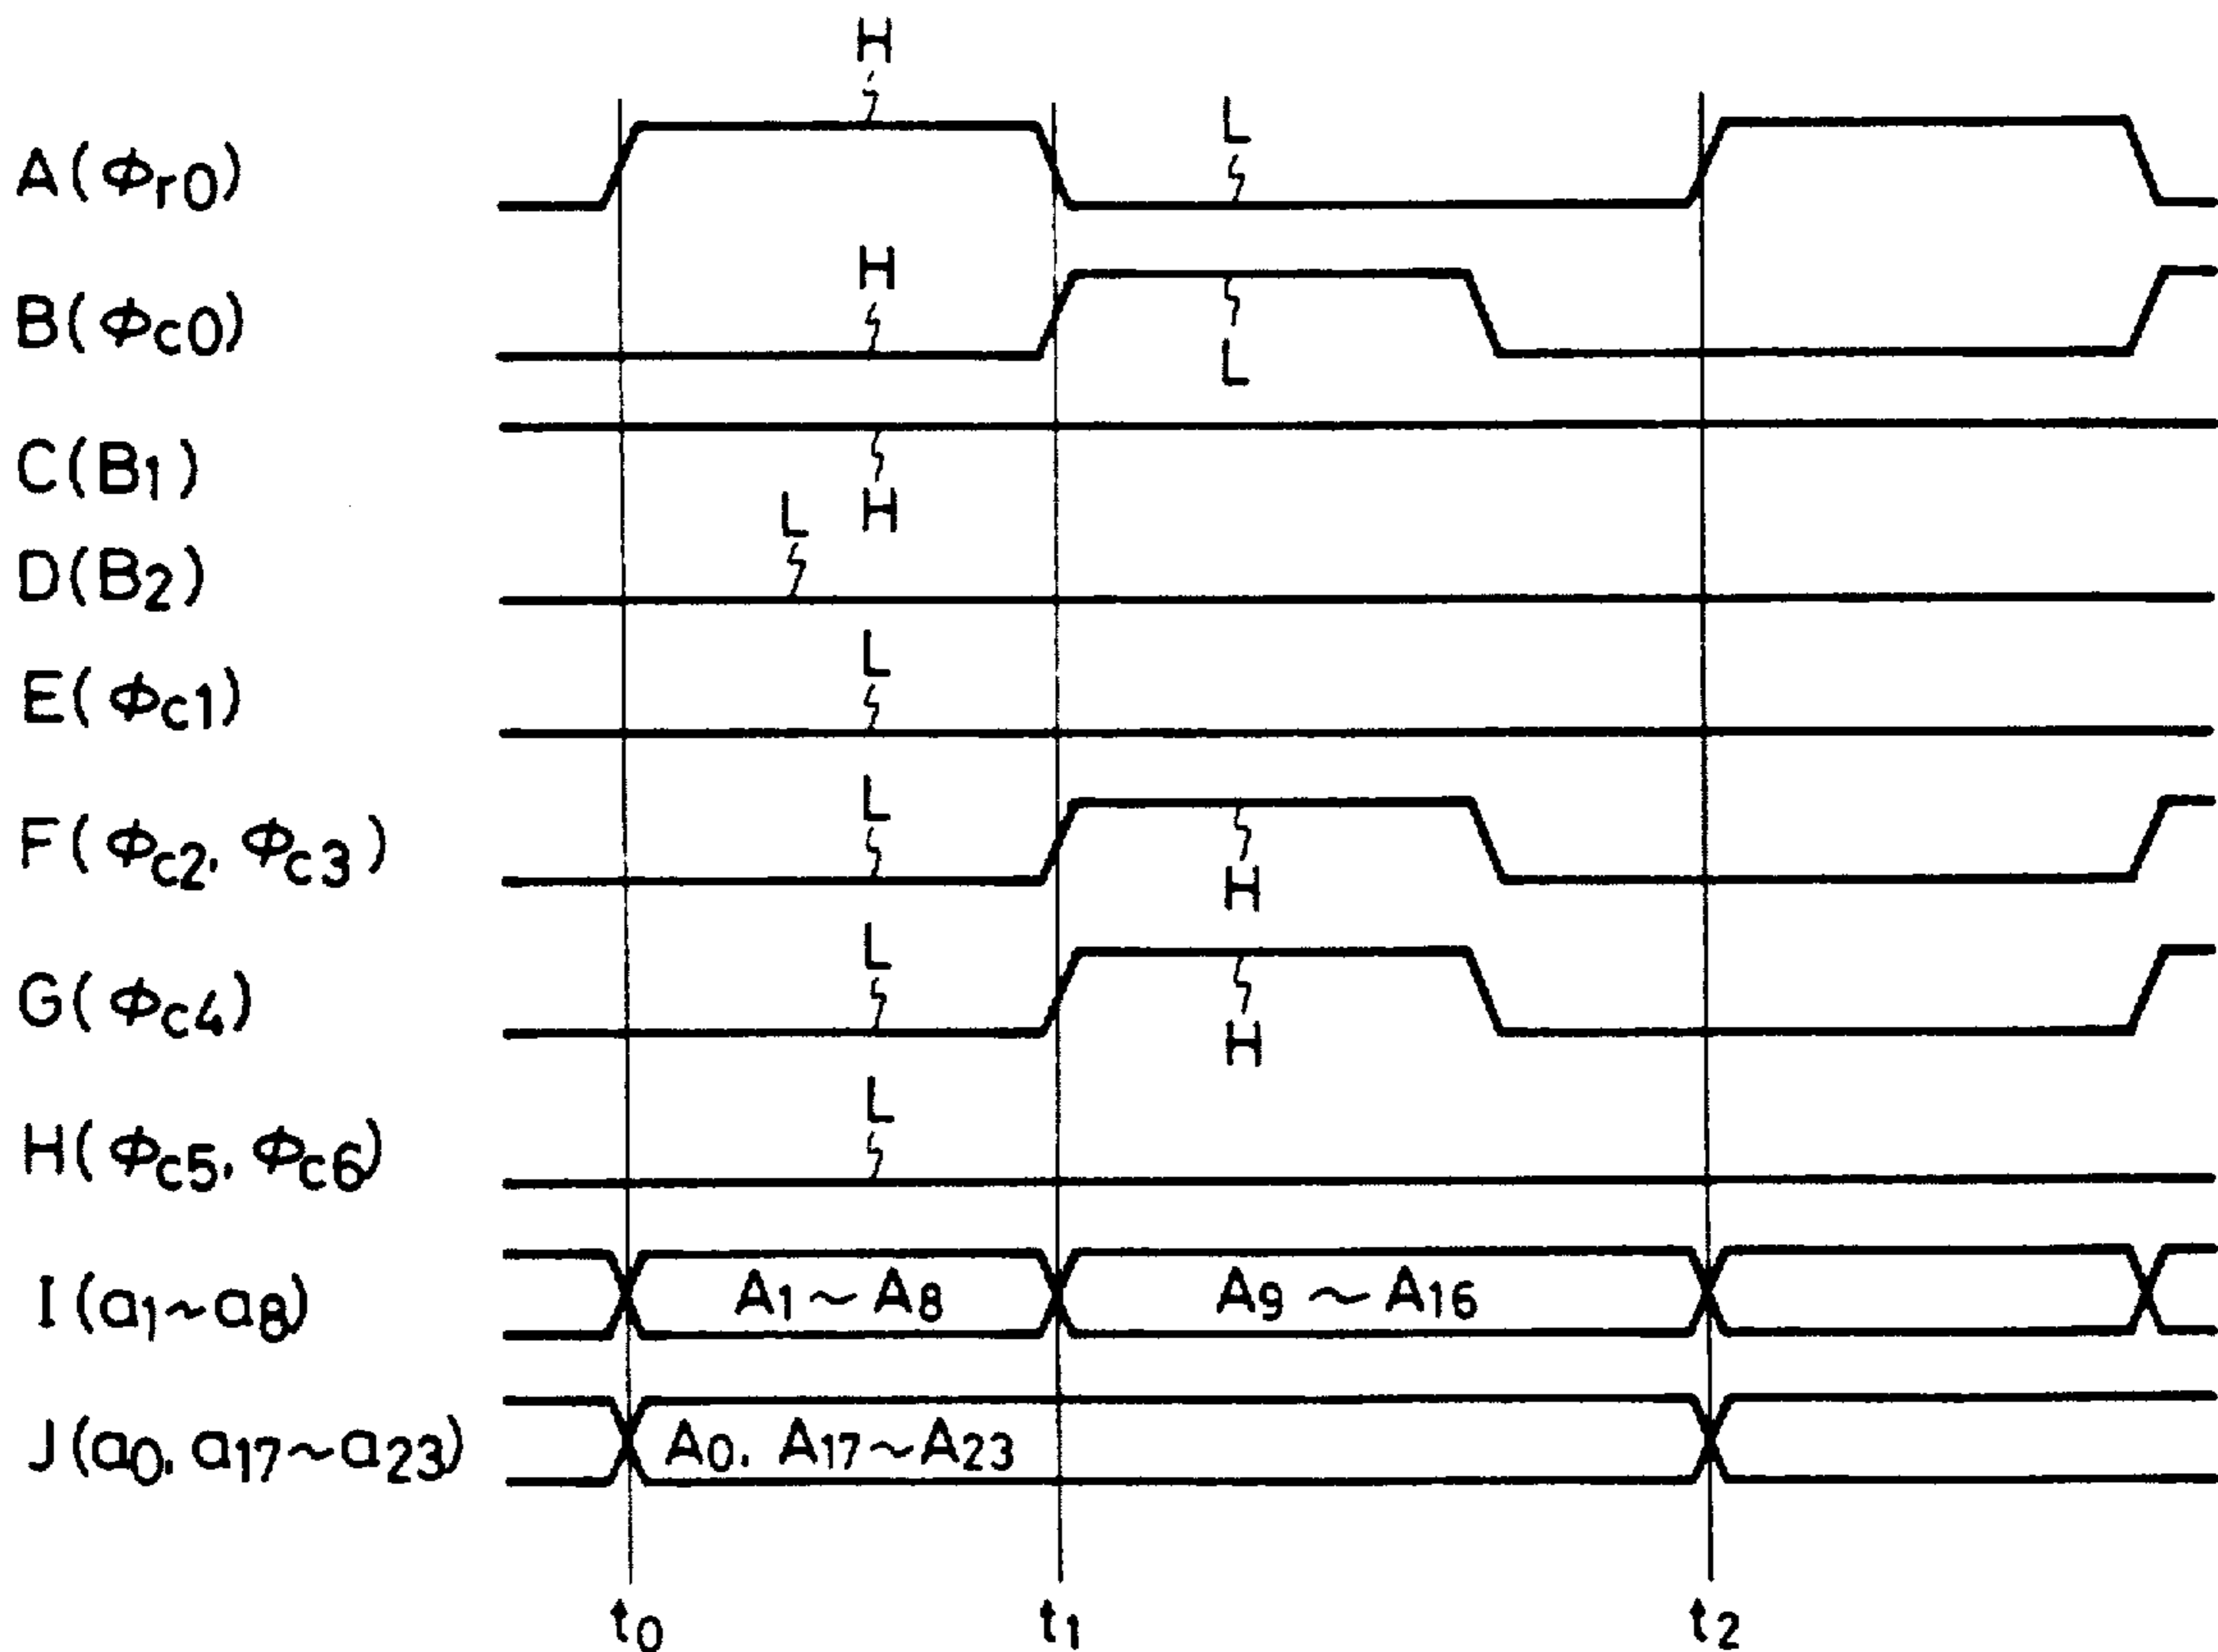 H
A(ϕr0) L
B(ϕc0) H L
C(B1) H
D(B2) L
E(ϕc1) L
F(ϕc2, ϕc3) L H
G(ϕc4) L H
H(ϕc5, ϕc6) L
I(a1~a8) A1~A8 A9~A16
J(a0, a17~a23) A0, A17~A23
t0 t1 t2